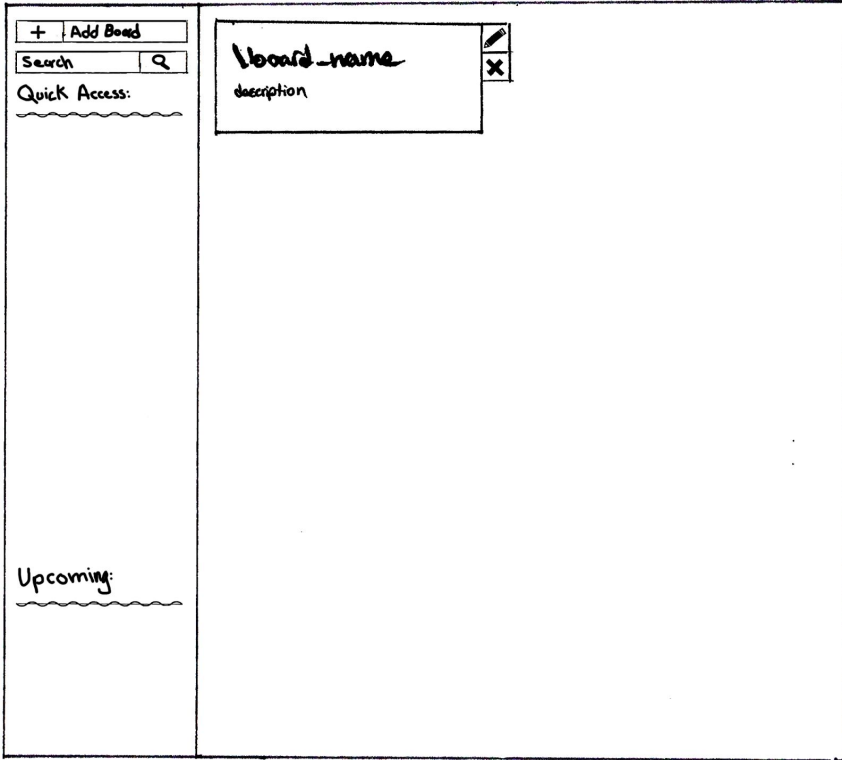 + Add Board
Search
Quick Access:
board_name
description
Upcoming: